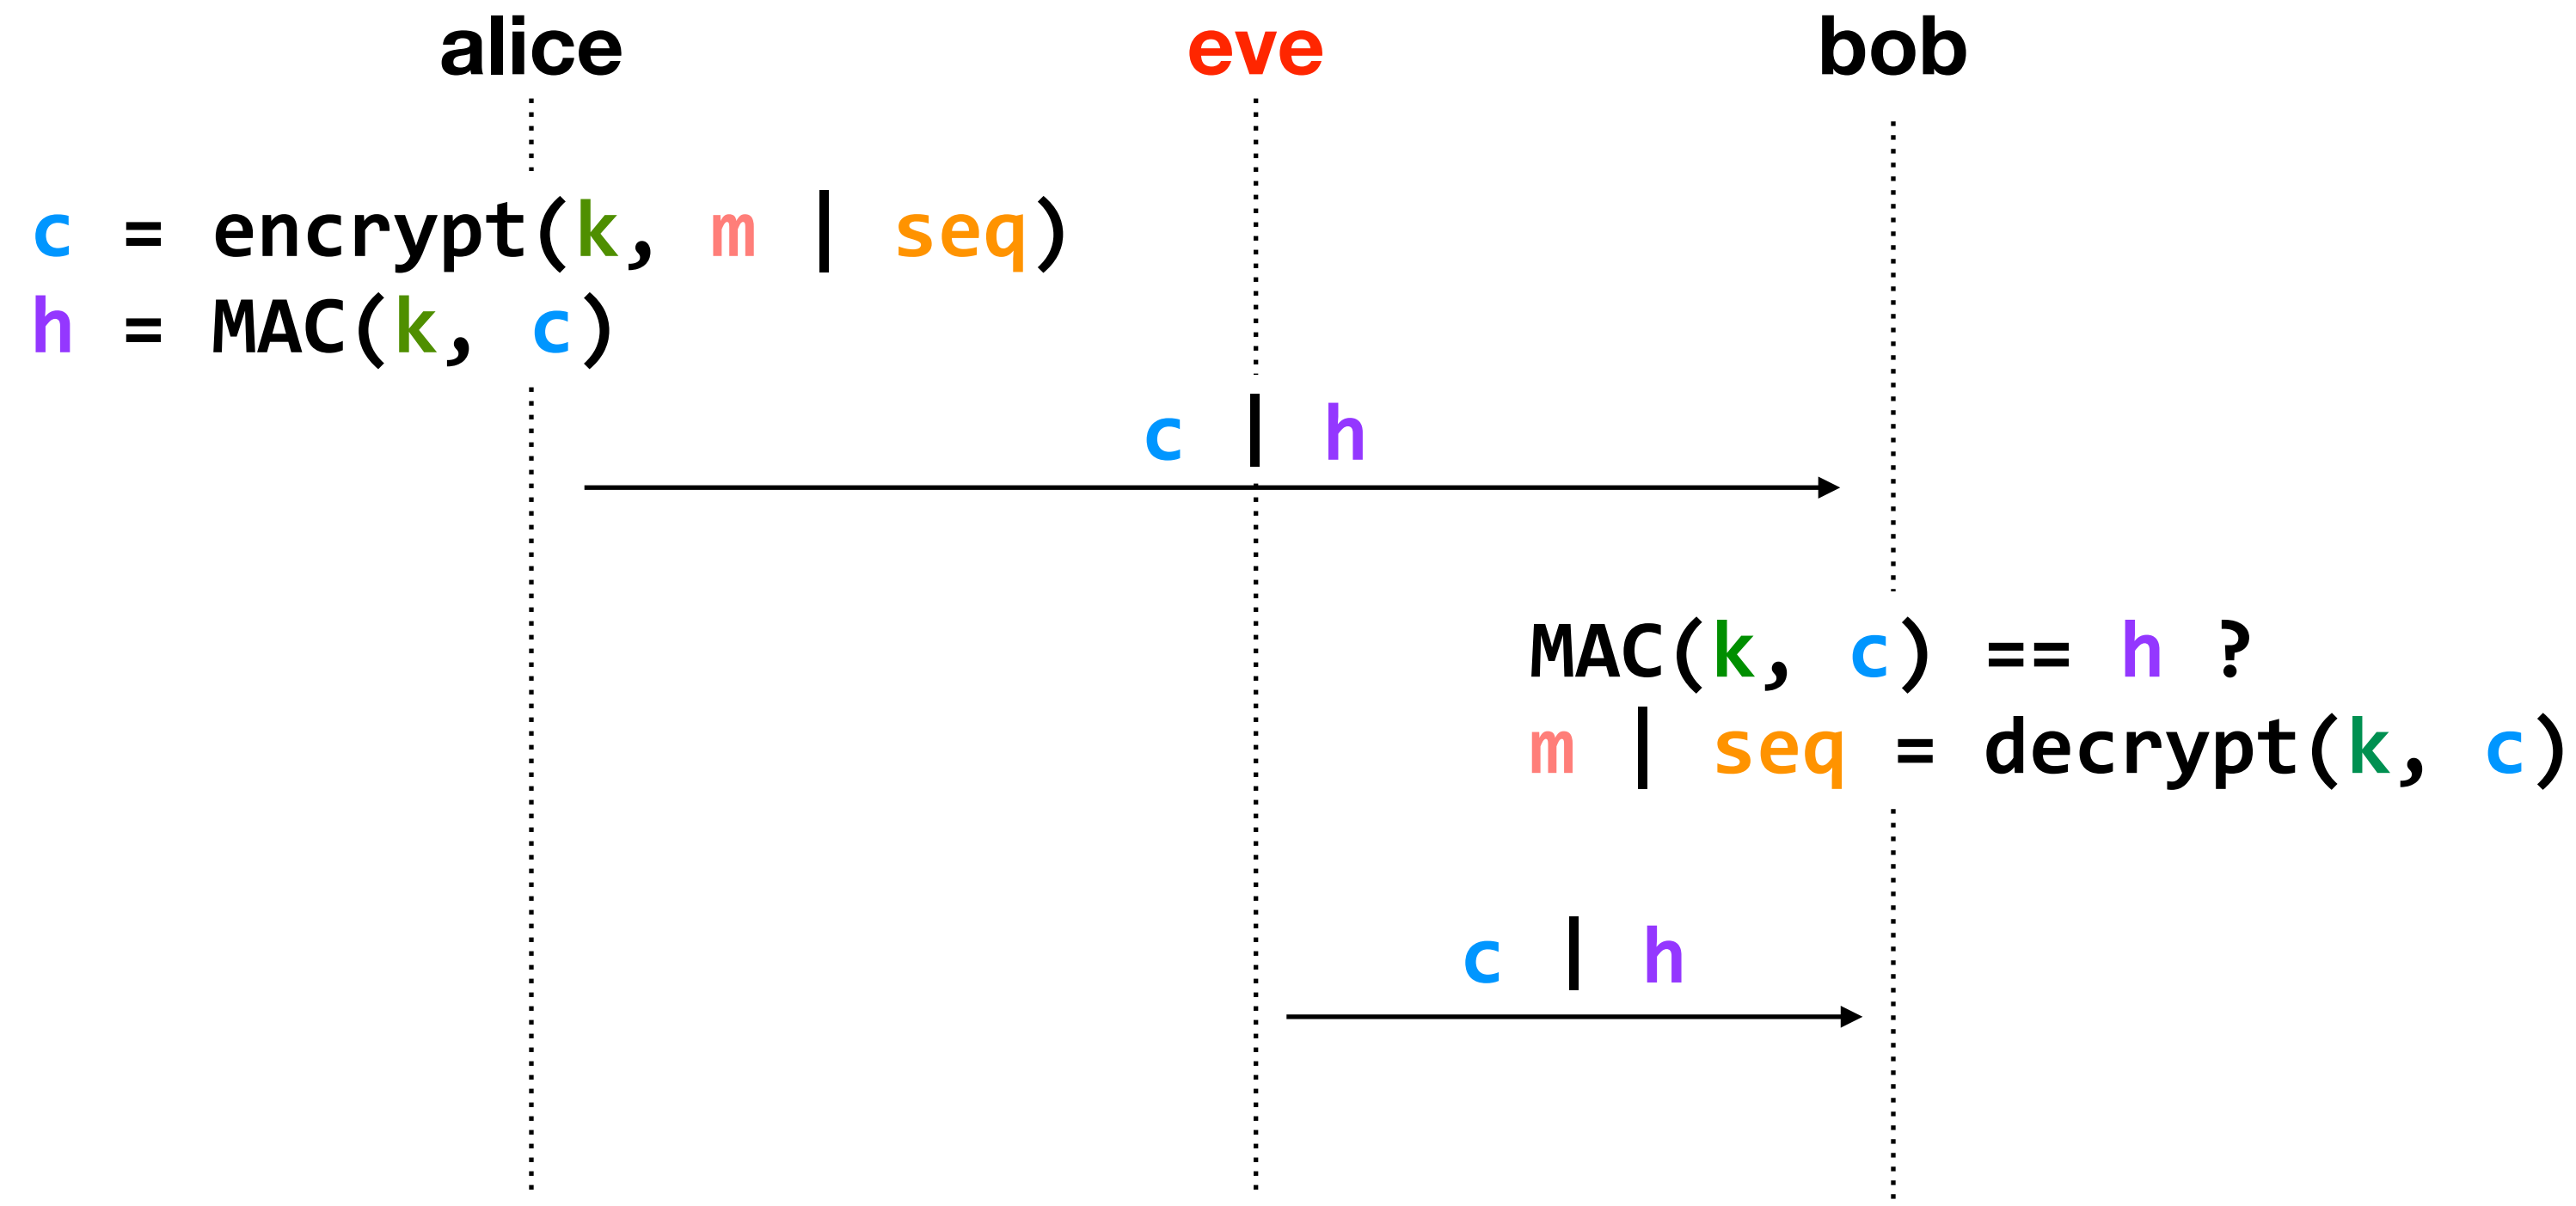 alice eve bob
c = encrypt(k, m | seq)
h = MAC(k, c)
c | h
MAC(k, c) == h ?
m | seq = decrypt(k, c)
c | h